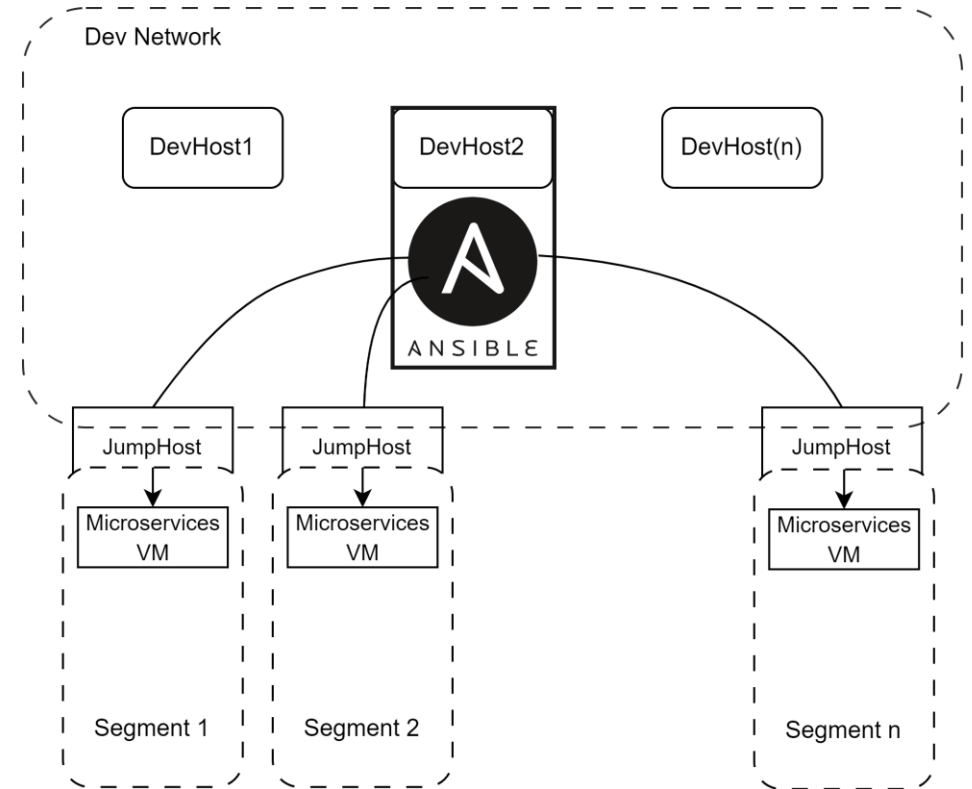 Dev Network
DevHost1
DevHost2
DevHost(n)
ANSIBLE
JumpHost
JumpHost
JumpHost
Microservices
VM
Microservices
VM
Microservices
VM
Segment 1
Segment 2
Segment n